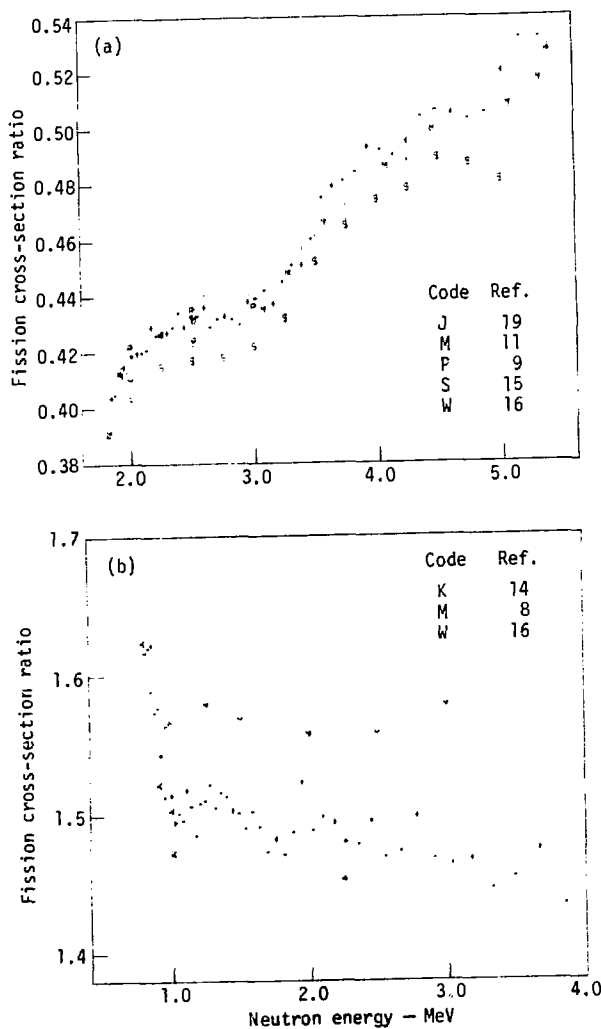 0.54
(a)
0.52
0.50
0.48
0.46
0.44
0.42
0.40
0.38
Fission cross-section ratio
Code Ref.
J 19
M 11
P 9
S 15
W 16
2.0 3.0 4.0 5.0
1.7
(b)
1.6
1.5
1.4
Fission cross-section ratio
Code Ref.
K 14
M 8
W 16
1.0 2.0 3.0 4.0
Neutron energy — MeV